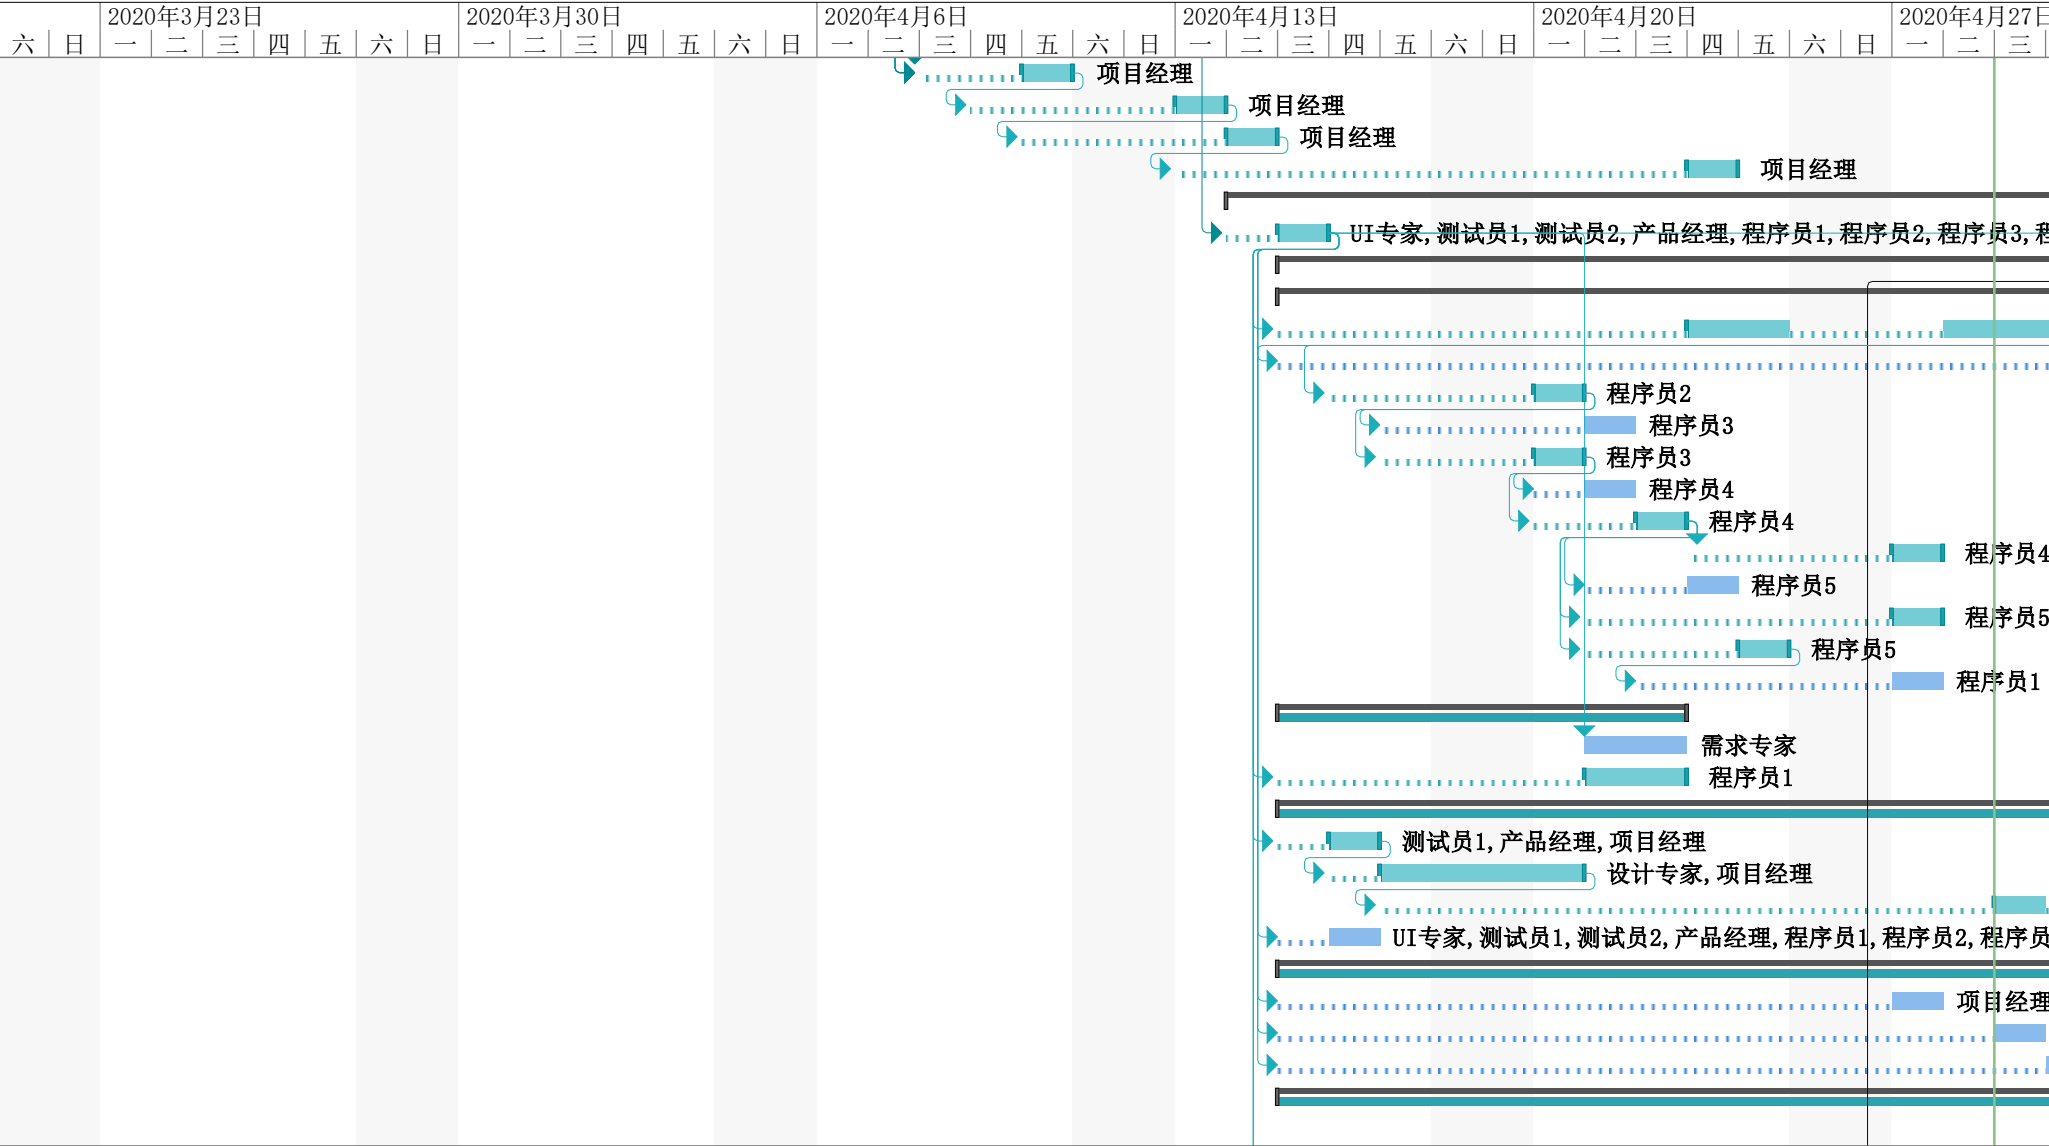 2020年3月23日 2020年3月30日 2020年4月6日 2020年4月13日 2020年4月20日 2020年4月27日
六 日 一 二 三 四 五 六 日 一 二 三 四 五 六 日 一 二 三 四 五 六 日 一 二 三 四 五 六 日 一 二 三 四 五 六 日 一 二 三
项目经理
项目经理
项目经理
项目经理
UI专家,测试员1,测试员2,产品经理,程序员1,程序员2,程序员3,程
程序员2
程序员3
程序员3
程序员4
程序员4
程序员4
程序员5
程序员5
程序员5
程序员1
需求专家
程序员1
测试员1,产品经理,项目经理
设计专家,项目经理
UI专家,测试员1,测试员2,产品经理,程序员1,程序员2,程序员
项目经理